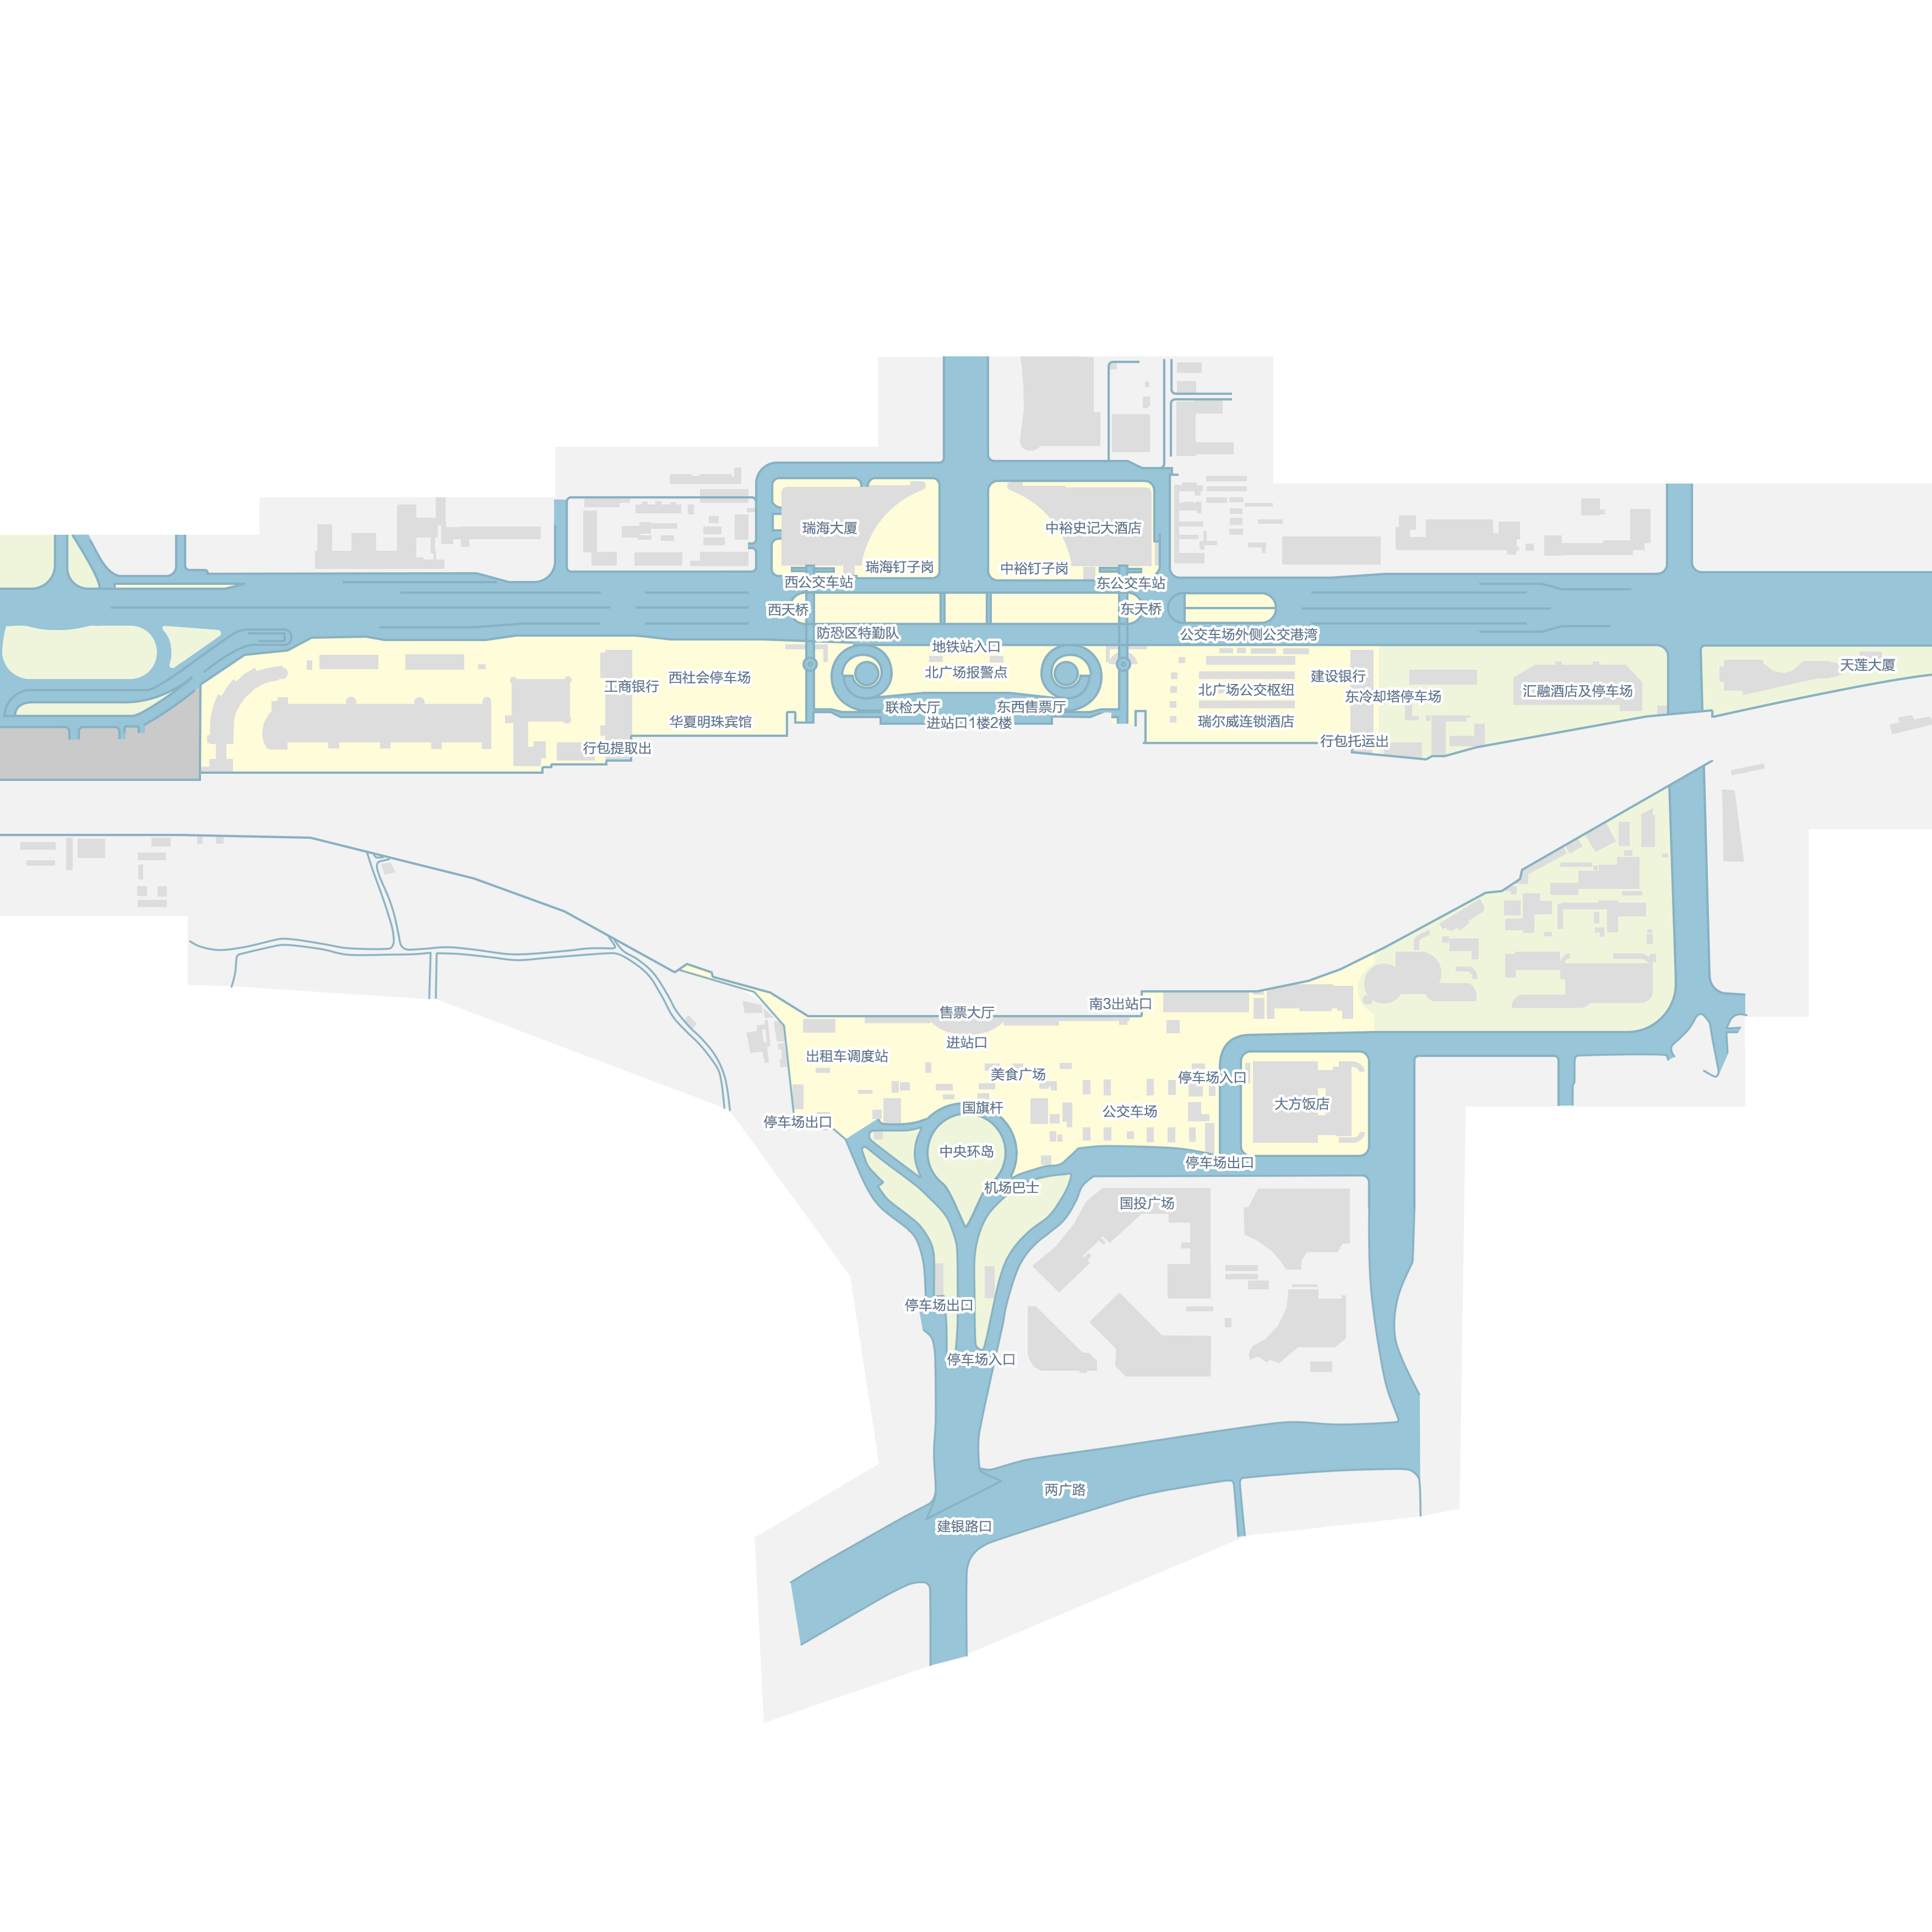 瑞海大厦
中裕史记大酒店
瑞海钉子岗
中裕钉子岗
西公交车站
东公交车站
西天桥
东天桥
防恐区特勤队
公交车场外侧公交港湾
地铁站入口
天莲大厦
北广场报警点
西社会停车场
建设银行
工商银行
北广场公交枢纽
汇融酒店及停车场
东冷却塔停车场
联检大厅
东西售票厅
华夏明珠宾馆
进站口1楼2楼
瑞尔威连锁酒店
行包提取出
行包托运出
南3出站口
售票大厅
进站口
出租车调度站
美食广场
停车场入口
大方饭店
国旗杆
公交车场
停车场出口
中央环岛
停车场出口
机场巴士
国投广场
停车场出口
停车场入口
两广路
建银路口